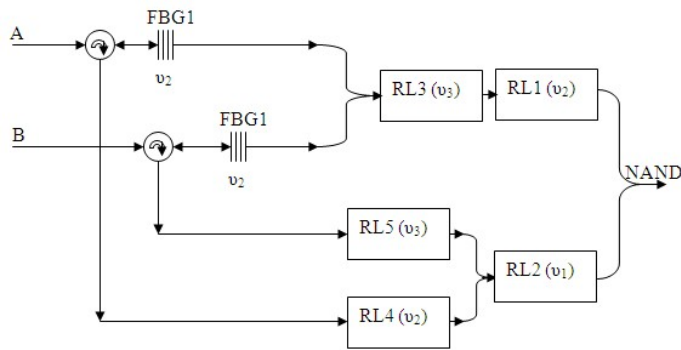 FBG1
A
υ₂
RL3 (υ₃)
RL1 (υ₂)
FBG1
B
υ₂
NAND
RL5 (υ₃)
RL2 (υ₁)
RL4 (υ₂)